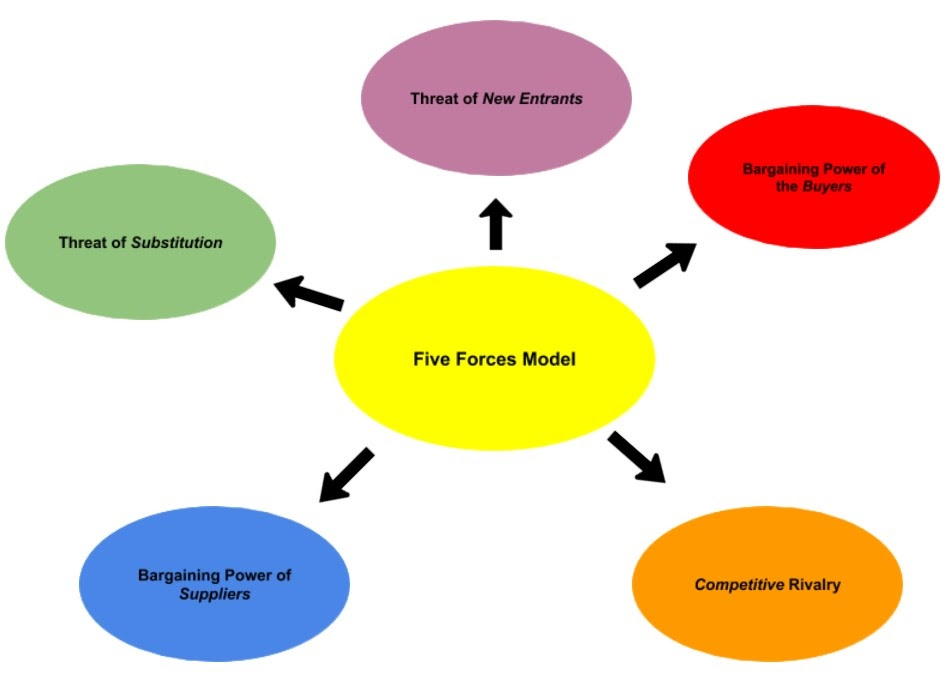 Threat of New Entrants
Bargaining Power of
the Buyers
Threat of Substitution
Five Forces Model
Bargaining Power of
Suppliers
Competitive Rivalry